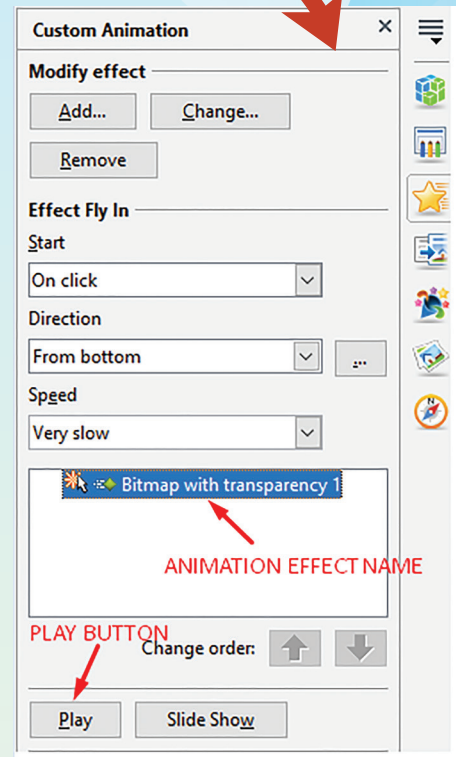 Custom Animation
Modify effect
Add... Change...
Remove
Effect Fly In
Start
On click
Direction
From bottom ...
Speed
Very slow
Bitmap with transparency 1
ANIMATION EFFECT NAME
PLAY BUTTON
Change order:
Play Slide Show